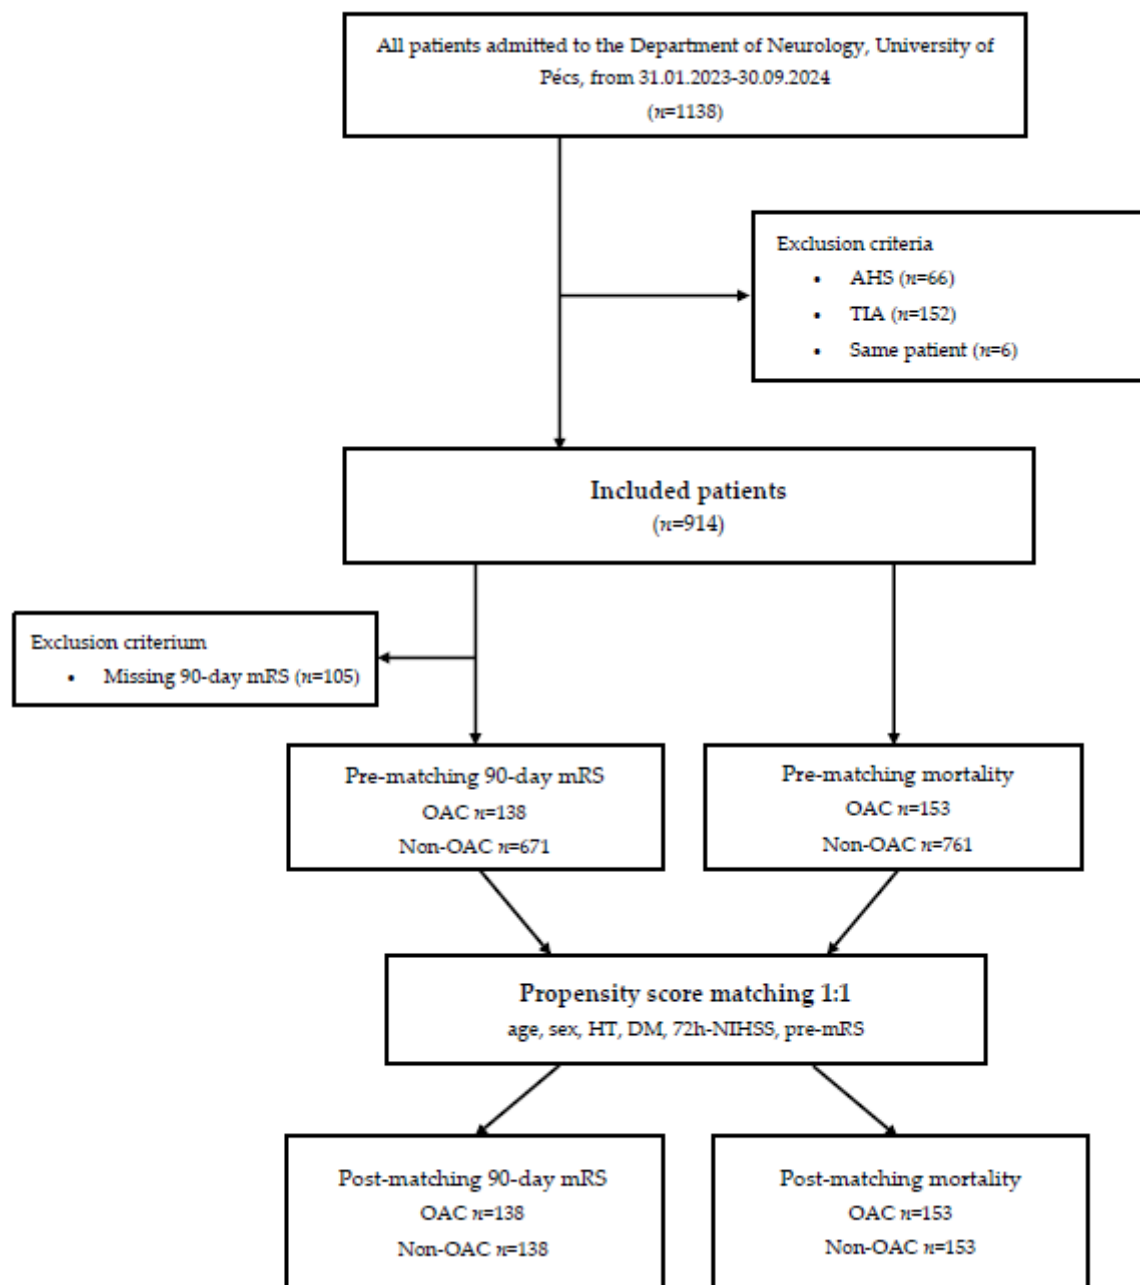 All patients admitted to the Department of Neurology, University of
Pécs, from 31.01.2023-30.09.2024
(n=1138)
Exclusion criteria
• AHS (n=66)
• TIA (n=152)
• Same patient (n=6)
Included patients
(n=914)
Exclusion criterium
• Missing 90-day mRS (n=105)
Pre-matching 90-day mRS
OAC n=138
Non-OAC n=671
Pre-matching mortality
OAC n=153
Non-OAC n=761
Propensity score matching 1:1
age, sex, HT, DM, 72h-NIHSS, pre-mRS
Post-matching 90-day mRS
OAC n=138
Non-OAC n=138
Post-matching mortality
OAC n=153
Non-OAC n=153